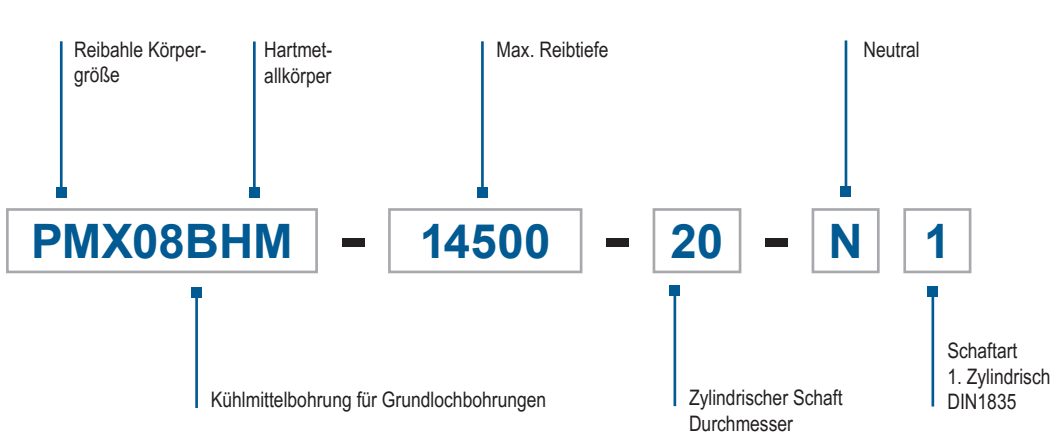 Reibahle Körper-
größe
Hartmet-
allkörper
Max. Reibtiefe
Neutral
PMX08BHM - 14500 - 20 - N 1
Kühlmittelbohrung für Grundlochbohrungen
Zylindrischer Schaft
Durchmesser
Schaftart
1. Zylindrisch
DIN1835